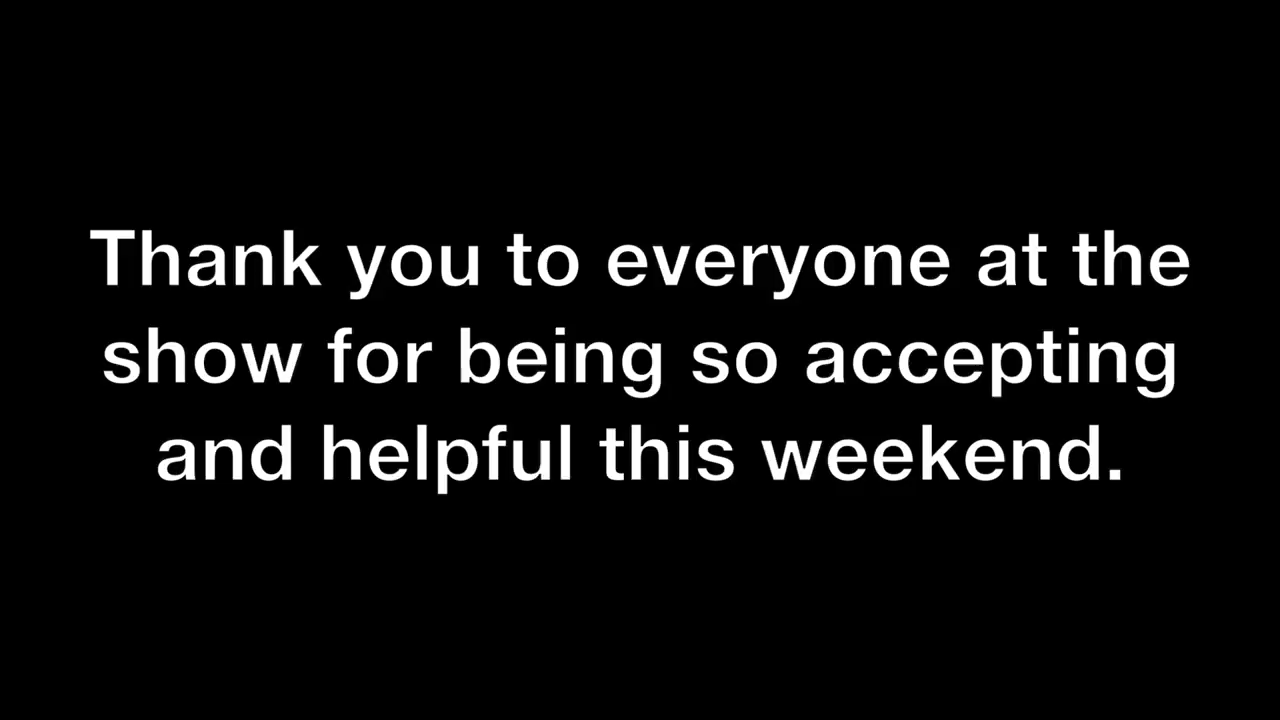 Thank you to everyone at the
show for being so accepting
and helpful this weekend.